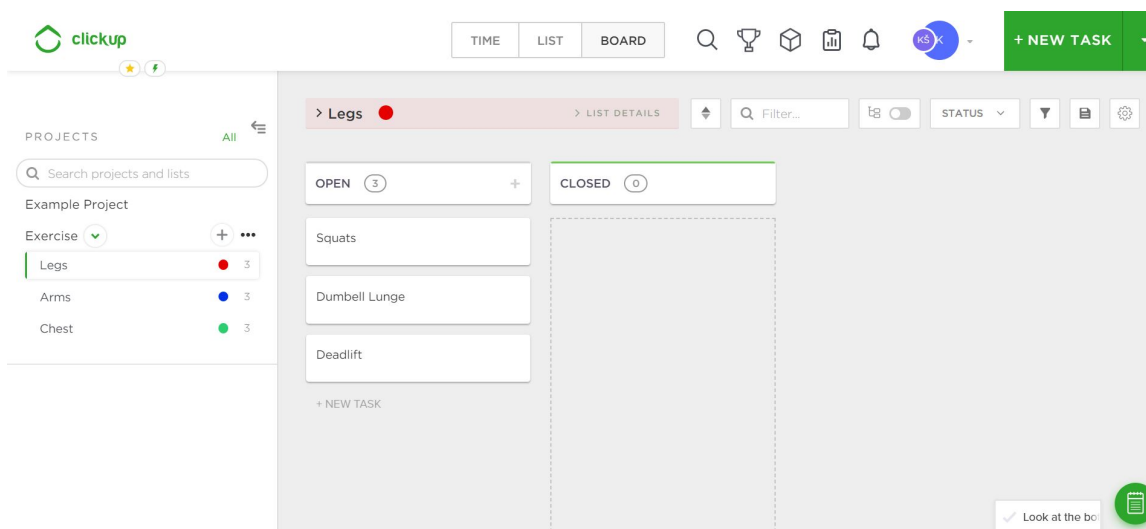 clickup
TIME LIST BOARD
KŠ K
+ NEW TASK
PROJECTS All
Search projects and lists
Example Project
Exercise
Legs 3
Arms 3
Chest 3
> Legs > LIST DETAILS
Filter...
STATUS
OPEN 3 +
CLOSED 0
Squats
Dumbell Lunge
Deadlift
+ NEW TASK
Look at the